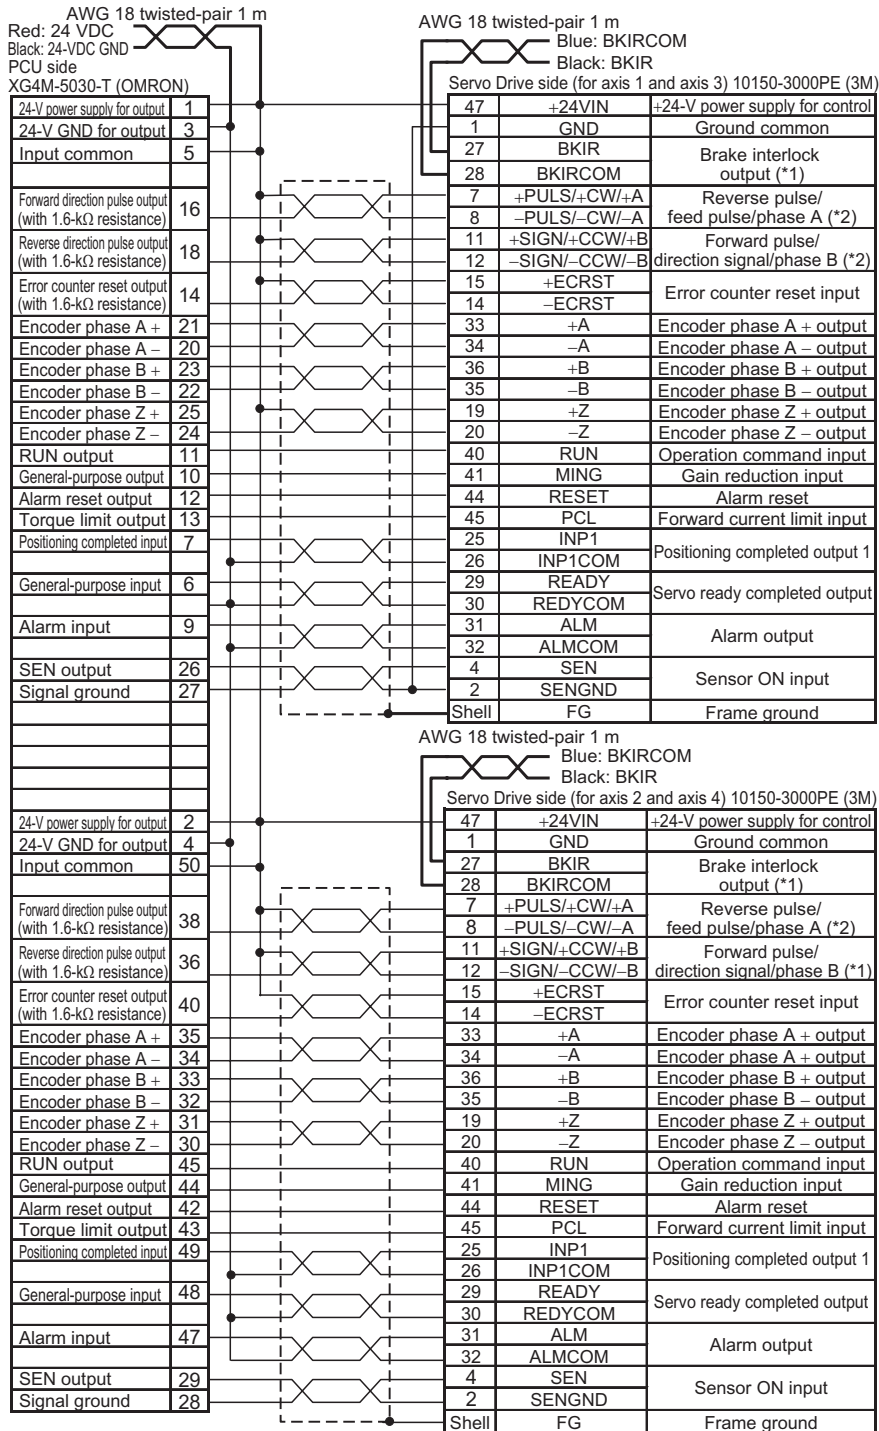 AWG 18 twisted-pair 1 m
Red: 24 VDC
Black: 24-VDC GND
PCU side
XG4M-5030-T (OMRON)
24-V power supply for output 1
24-V GND for output 3
Input common 5
Forward direction pulse output
(with 1.6-kΩ resistance) 16
Reverse direction pulse output
(with 1.6-kΩ resistance) 18
Error counter reset output
(with 1.6-kΩ resistance) 14
Encoder phase A + 21
Encoder phase A − 20
Encoder phase B + 23
Encoder phase B − 22
Encoder phase Z + 25
Encoder phase Z − 24
RUN output 11
General-purpose output 10
Alarm reset output 12
Torque limit output 13
Positioning completed input 7
General-purpose input 6
Alarm input 9
SEN output 26
Signal ground 27
24-V power supply for output 2
24-V GND for output 4
Input common 50
Forward direction pulse output
(with 1.6-kΩ resistance) 38
Reverse direction pulse output
(with 1.6-kΩ resistance) 36
Error counter reset output
(with 1.6-kΩ resistance) 40
Encoder phase A + 35
Encoder phase A − 34
Encoder phase B + 33
Encoder phase B − 32
Encoder phase Z + 31
Encoder phase Z − 30
RUN output 45
General-purpose output 44
Alarm reset output 42
Torque limit output 43
Positioning completed input 49
General-purpose input 48
Alarm input 47
SEN output 29
Signal ground 28
AWG 18 twisted-pair 1 m
Blue: BKIRCOM
Black: BKIR
Servo Drive side (for axis 1 and axis 3) 10150-3000PE (3M)
47 +24VIN +24-V power supply for control
1 GND Ground common
27 BKIR Brake interlock
28 BKIRCOM output (*1)
7 +PULS/+CW/+A Reverse pulse/
8 −PULS/−CW/−A feed pulse/phase A (*2)
11 +SIGN/+CCW/+B Forward pulse/
12 −SIGN/−CCW/−B direction signal/phase B (*2)
15 +ECRST Error counter reset input
14 −ECRST
33 +A Encoder phase A + output
34 −A Encoder phase A − output
36 +B Encoder phase B + output
35 −B Encoder phase B − output
19 +Z Encoder phase Z + output
20 −Z Encoder phase Z − output
40 RUN Operation command input
41 MING Gain reduction input
44 RESET Alarm reset
45 PCL Forward current limit input
25 INP1 Positioning completed output 1
26 INP1COM
29 READY Servo ready completed output
30 REDYCOM
31 ALM Alarm output
32 ALMCOM
4 SEN Sensor ON input
2 SENGND
Shell FG Frame ground
AWG 18 twisted-pair 1 m
Blue: BKIRCOM
Black: BKIR
Servo Drive side (for axis 2 and axis 4) 10150-3000PE (3M)
47 +24VIN +24-V power supply for control
1 GND Ground common
27 BKIR Brake interlock
28 BKIRCOM output (*1)
7 +PULS/+CW/+A Reverse pulse/
8 −PULS/−CW/−A feed pulse/phase A (*2)
11 +SIGN/+CCW/+B Forward pulse/
12 −SIGN/−CCW/−B direction signal/phase B (*1)
15 +ECRST Error counter reset input
14 −ECRST
33 +A Encoder phase A + output
34 −A Encoder phase A + output
36 +B Encoder phase B + output
35 −B Encoder phase B − output
19 +Z Encoder phase Z + output
20 −Z Encoder phase Z − output
40 RUN Operation command input
41 MING Gain reduction input
44 RESET Alarm reset
45 PCL Forward current limit input
25 INP1 Positioning completed output 1
26 INP1COM
29 READY Servo ready completed output
30 REDYCOM
31 ALM Alarm output
32 ALMCOM
4 SEN Sensor ON input
2 SENGND
Shell FG Frame ground